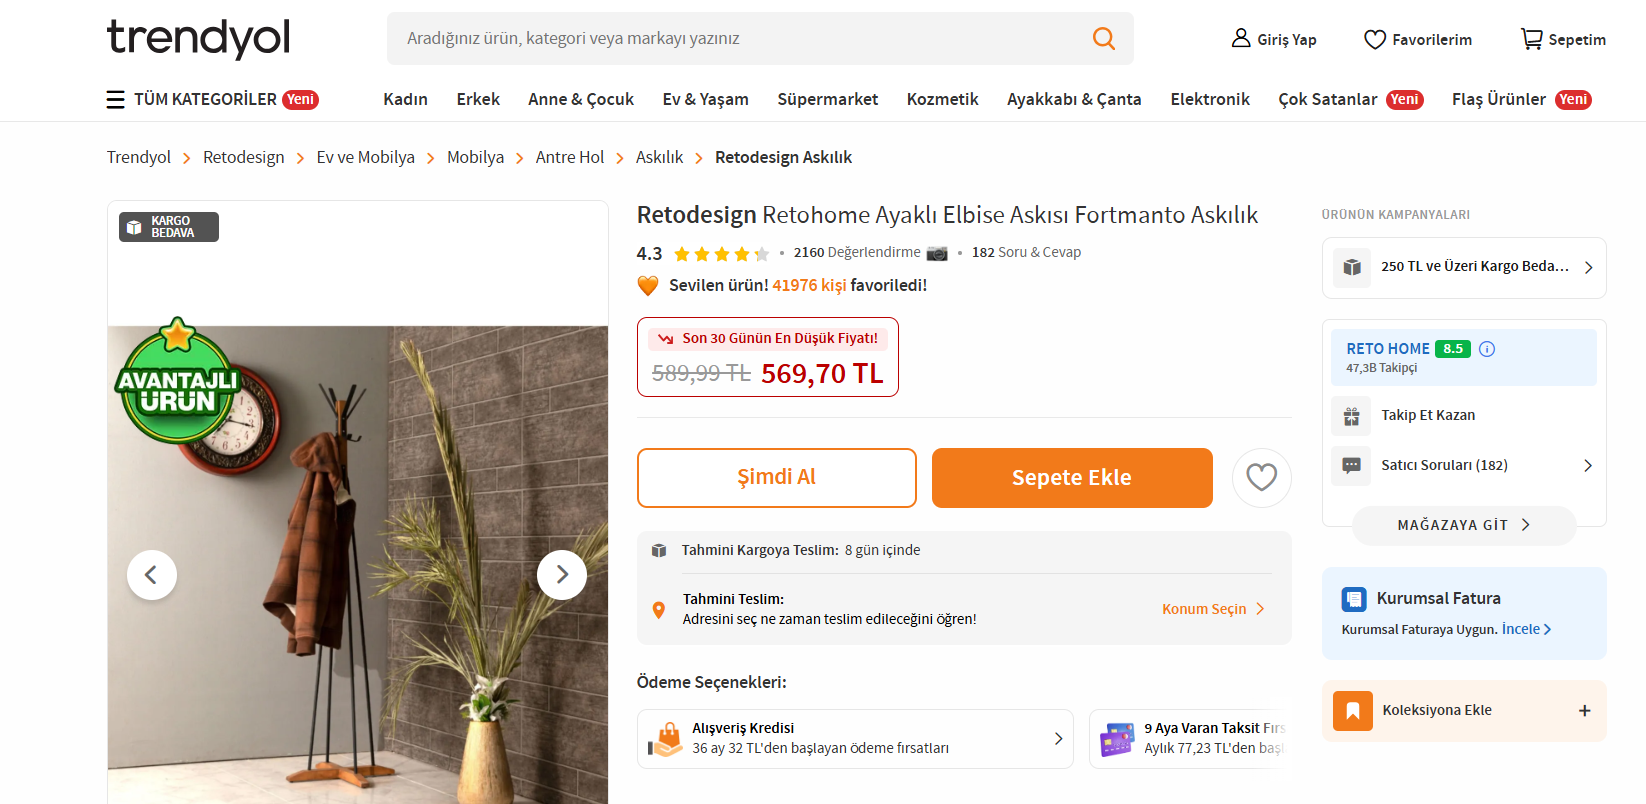 trendyol
Aradığınız ürün, kategori veya markayı yazınız
Giriş Yap
Favorilerim
Sepetim
TÜM KATEGORİLER Yeni
Kadın
Erkek
Anne & Çocuk
Ev & Yaşam
Süpermarket
Kozmetik
Ayakkabı & Çanta
Elektronik
Çok Satanlar Yeni
Flaş Ürünler Yeni
Trendyol > Retodesign > Ev ve Mobilya > Mobilya > Antre Hol > Askılık > Retodesign Askılık
KARGO
BEDAVA
AVANTAJLI
ÜRÜN
Retodesign Retohome Ayaklı Elbise Askısı Fortmanto Askılık
4.3 • 2160 Değerlendirme • 182 Soru & Cevap
Sevilen ürün! 41976 kişi favoriledi!
Son 30 Günün En Düşük Fiyatı!
589,99 TL 569,70 TL
Şimdi Al
Sepete Ekle
Tahmini Kargoya Teslim: 8 gün içinde
Tahmini Teslim:
Adresini seç ne zaman teslim edileceğini öğren!
Konum Seçin
Ödeme Seçenekleri:
Alışveriş Kredisi
36 ay 32 TL'den başlayan ödeme fırsatları
9 Aya Varan Taksit Fırs
Aylık 77,23 TL'den başl
ÜRÜNÜN KAMPANYALARI
250 TL ve Üzeri Kargo Beda...
RETO HOME 8.5
47,3B Takipçi
Takip Et Kazan
Satıcı Soruları (182)
MAĞAZAYA GİT
Kurumsal Fatura
Kurumsal Faturaya Uygun. İncele
Koleksiyona Ekle +